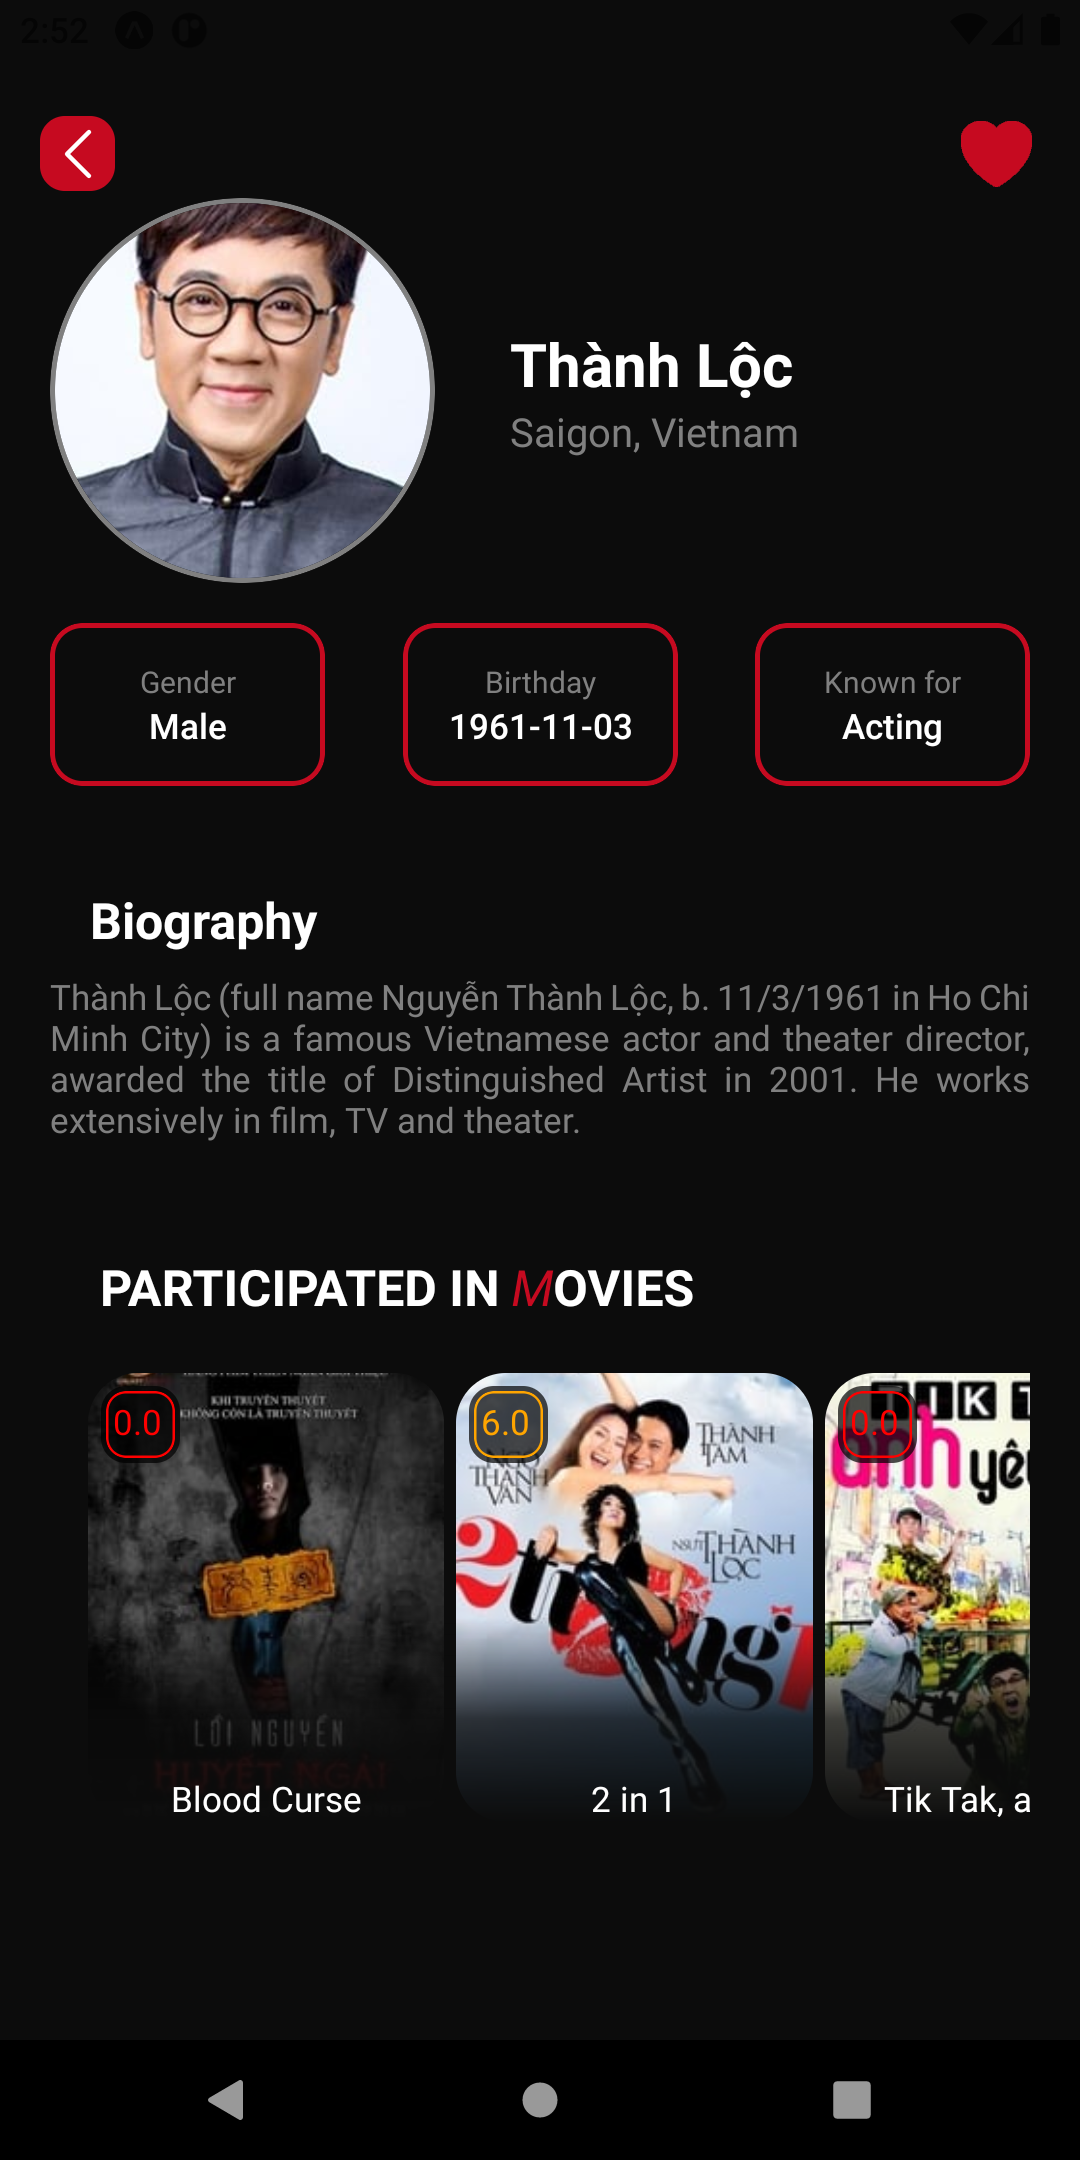 2:52
Thành Lộc
Saigon, Vietnam
Gender
Male
Birthday
1961-11-03
Known for
Acting
Biography
Thành Lộc (full name Nguyễn Thành Lộc, b. 11/3/1961 in Ho Chi
Minh City) is a famous Vietnamese actor and theater director,
awarded the title of Distinguished Artist in 2001. He works
extensively in film, TV and theater.
PARTICIPATED IN MOVIES
0.0
KHI TRUYỀN THUYẾT
KHÔNG CÒN LÀ TRUYỀN THUYẾT
LỜI NGUYỀN
HUYẾT NGẢI
Blood Curse
6.0
NGÔ
THANH
VÂN
THÀNH
TÂM
NSƯT THÀNH
LỘC
2 trong 1
2 in 1
0.0
TIK T
anh yê
Tik Tak, a